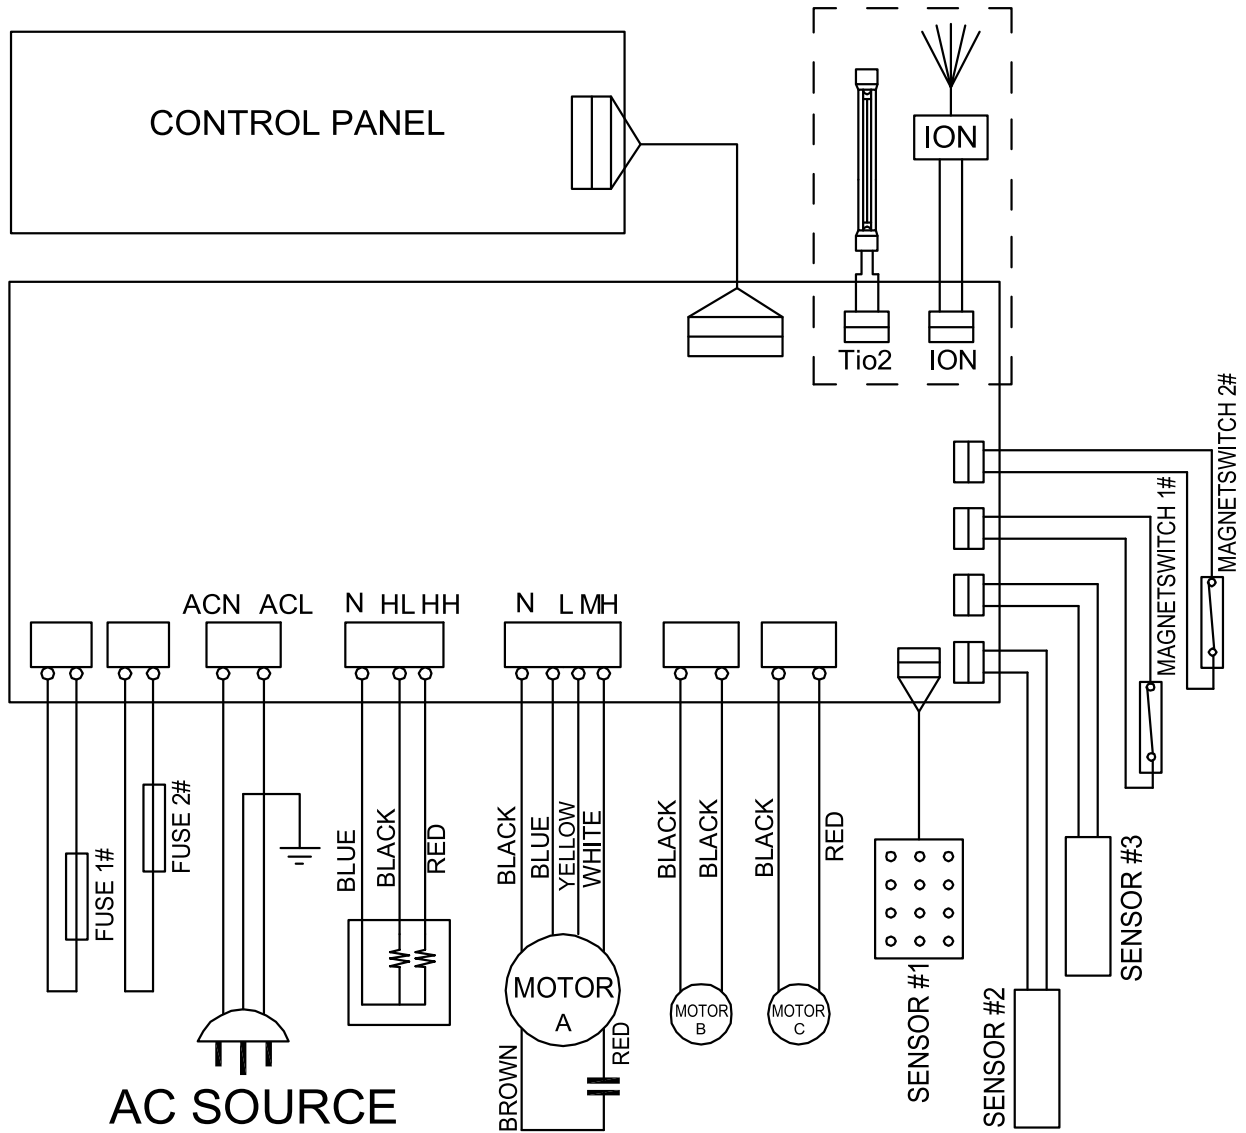 CONTROL PANEL
ION
Tio2
ION
MAGNETSWITCH 2#
MAGNETSWITCH 1#
ACN
ACL
N
HL
HH
N
L
M
H
FUSE 1#
FUSE 2#
BLUE
BLACK
RED
BLACK
BLUE
YELLOW
WHITE
BLACK
BLACK
BLACK
RED
MOTOR
A
MOTOR
B
MOTOR
C
BROWN
RED
SENSOR #1
SENSOR #2
SENSOR #3
AC SOURCE